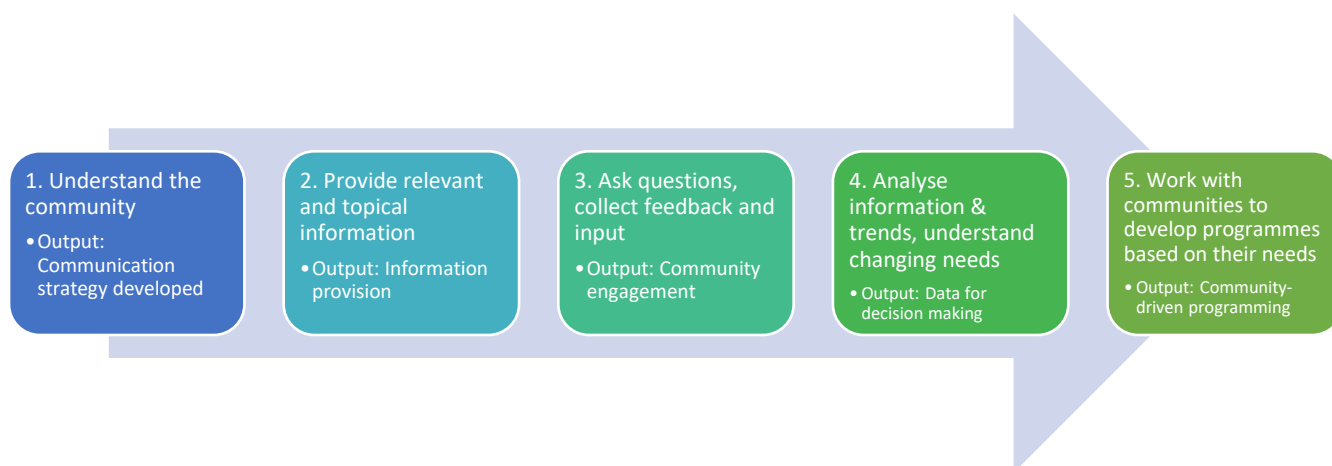 1. Understand the
community
•Output:
Communication
strategy developed
2. Provide relevant
and topical
information
•Output: Information
provision
3. Ask questions,
collect feedback and
input
•Output: Community
engagement
4. Analyse
information &
trends, understand
changing needs
•Output: Data for
decision making
5. Work with
communities to
develop programmes
based on their needs
•Output: Community-
driven programming